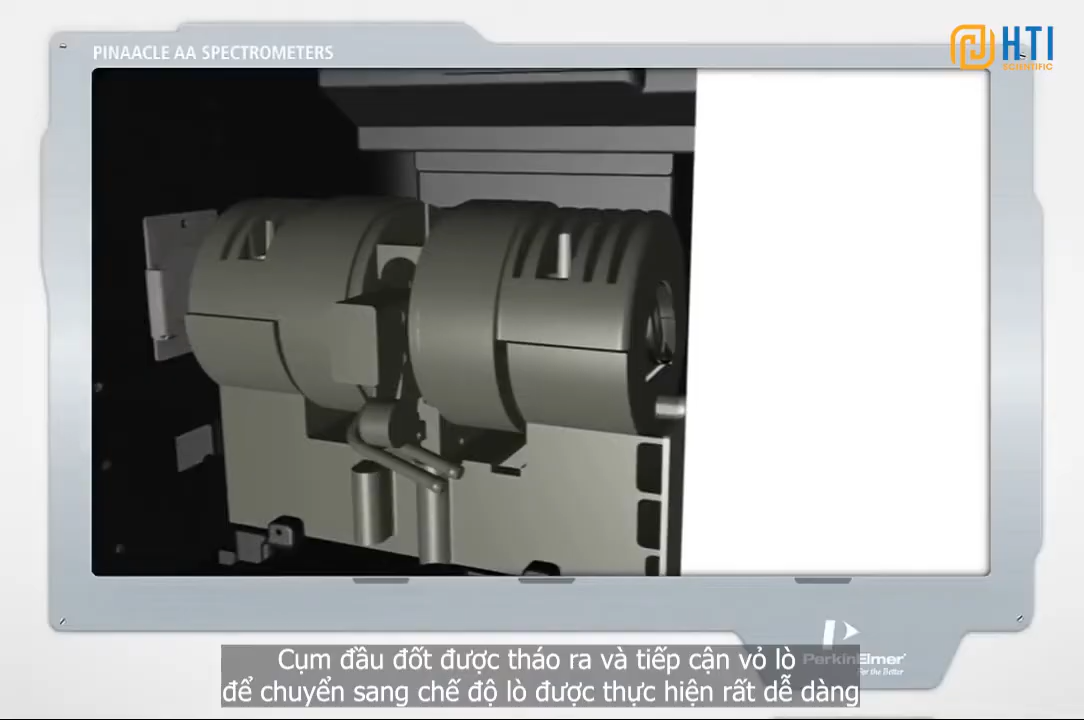 PINAACLE AA SPECTROMETERS
HTI
SCIENTIFIC
PerkinElmer
For the Better
Cụm đầu đốt được tháo ra và tiếp cận vỏ lò
để chuyển sang chế độ lò được thực hiện rất dễ dàng